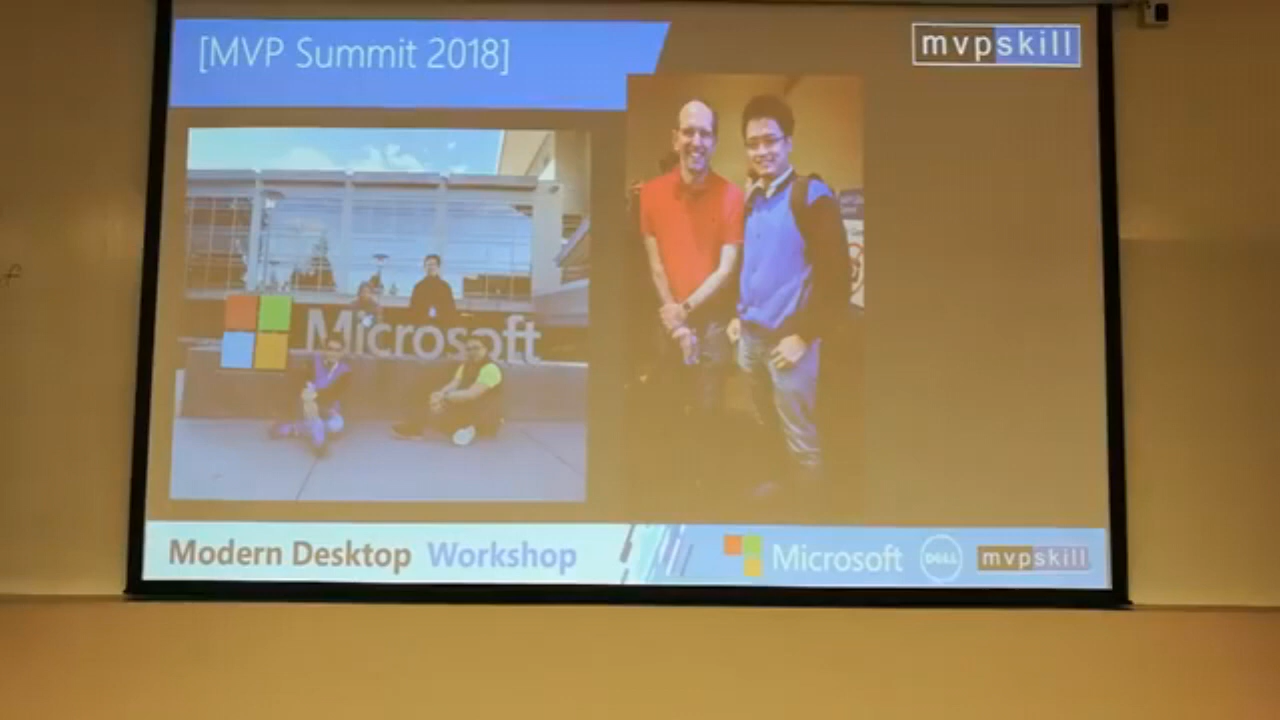 [MVP Summit 2018]
mvpskill
Microsoft
Modern Desktop Workshop
Microsoft
DELL
mvpskill